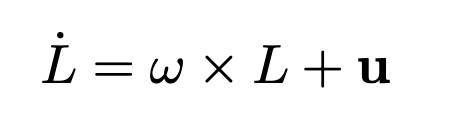 L̇ = ω × L + 𝐮